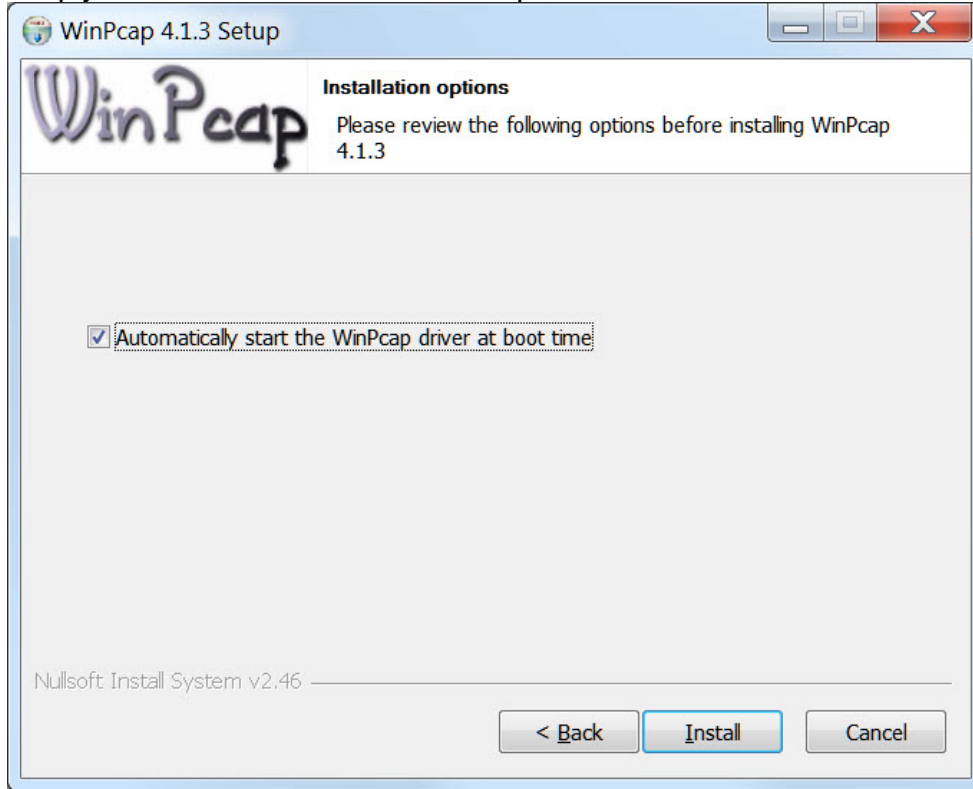 WinPcap 4.1.3 Setup
WinPcap
Installation options
Please review the following options before installing WinPcap
4.1.3
Automatically start the WinPcap driver at boot time
Nullsoft Install System v2.46
< Back
Install
Cancel